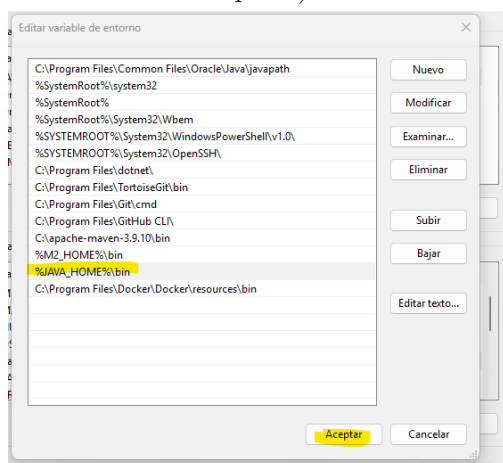 Editar variable de entorno
C:\Program Files\Common Files\Oracle\Java\javapath
%SystemRoot%\system32
%SystemRoot%
%SystemRoot%\System32\Wbem
%SYSTEMROOT%\System32\WindowsPowerShell\v1.0\
%SYSTEMROOT%\System32\OpenSSH\
C:\Program Files\dotnet\
C:\Program Files\TortoiseGit\bin
C:\Program Files\Git\cmd
C:\Program Files\GitHub CLI\
C:\apache-maven-3.9.10\bin
%M2_HOME%\bin
%JAVA_HOME%\bin
C:\Program Files\Docker\Docker\resources\bin
Nuevo
Modificar
Examinar...
Eliminar
Subir
Bajar
Editar texto...
Aceptar
Cancelar